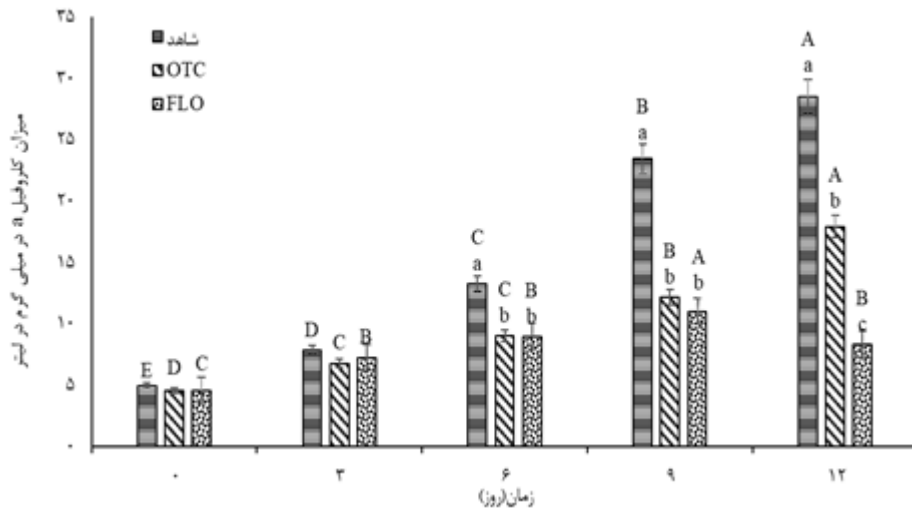 میزان کلروفیل a در میلی گرم در لیتر
۳۵
۳۰
۲۵
۲۰
۱۵
۱۰
۵
۰
شاهد
OTC
FLO
E D C
D C B
C a
C b
B b
B a
B b
A b
A a
A b
B c
۰ ۳ ۶ ۹ ۱۲
زمان(روز)